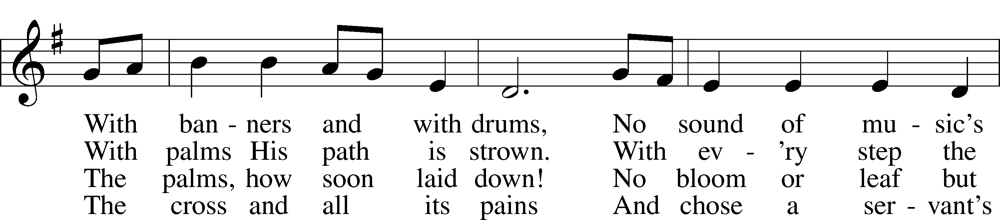 With ban - ners and with drums, No sound of mu - sic’s
With palms His path is strown. With ev - ’ry step the
The palms, how soon laid down! No bloom or leaf but
The cross and all its pains And chose a ser - vant’s